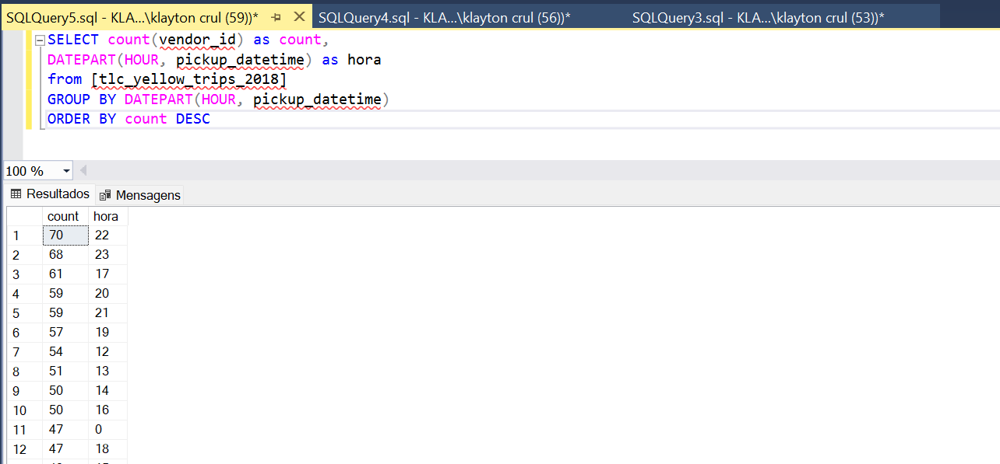 SQLQuery5.sql - KLA...\klayton crul (59))* SQLQuery4.sql - KLA...\klayton crul (56))* SQLQuery3.sql - KLA...\klayton crul (53))*
SELECT count(vendor_id) as count,
DATEPART(HOUR, pickup_datetime) as hora
from [tlc_yellow_trips_2018]
GROUP BY DATEPART(HOUR, pickup_datetime)
ORDER BY count DESC
100 %
Resultados Mensagens
count hora
1 70 22
2 68 23
3 61 17
4 59 20
5 59 21
6 57 19
7 54 12
8 51 13
9 50 14
10 50 16
11 47 0
12 47 18